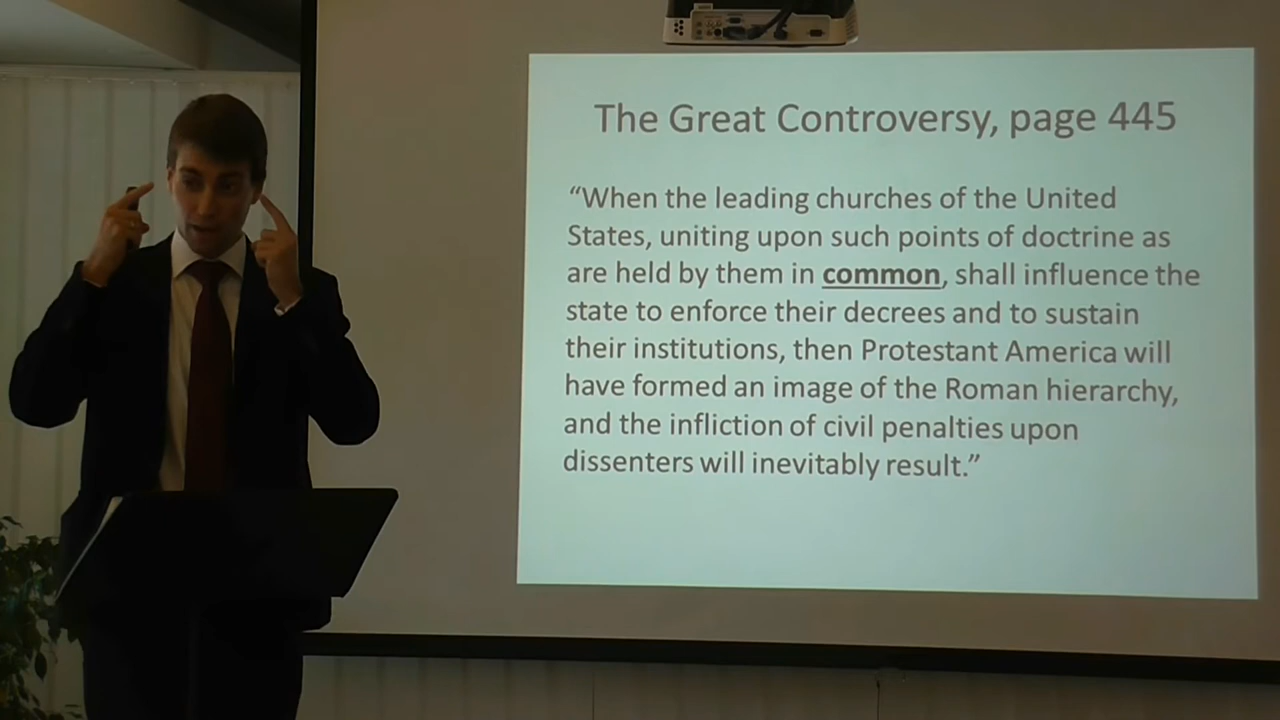 The Great Controversy, page 445
“When the leading churches of the United
States, uniting upon such points of doctrine as
are held by them in common, shall influence the
state to enforce their decrees and to sustain
their institutions, then Protestant America will
have formed an image of the Roman hierarchy,
and the infliction of civil penalties upon
dissenters will inevitably result.”